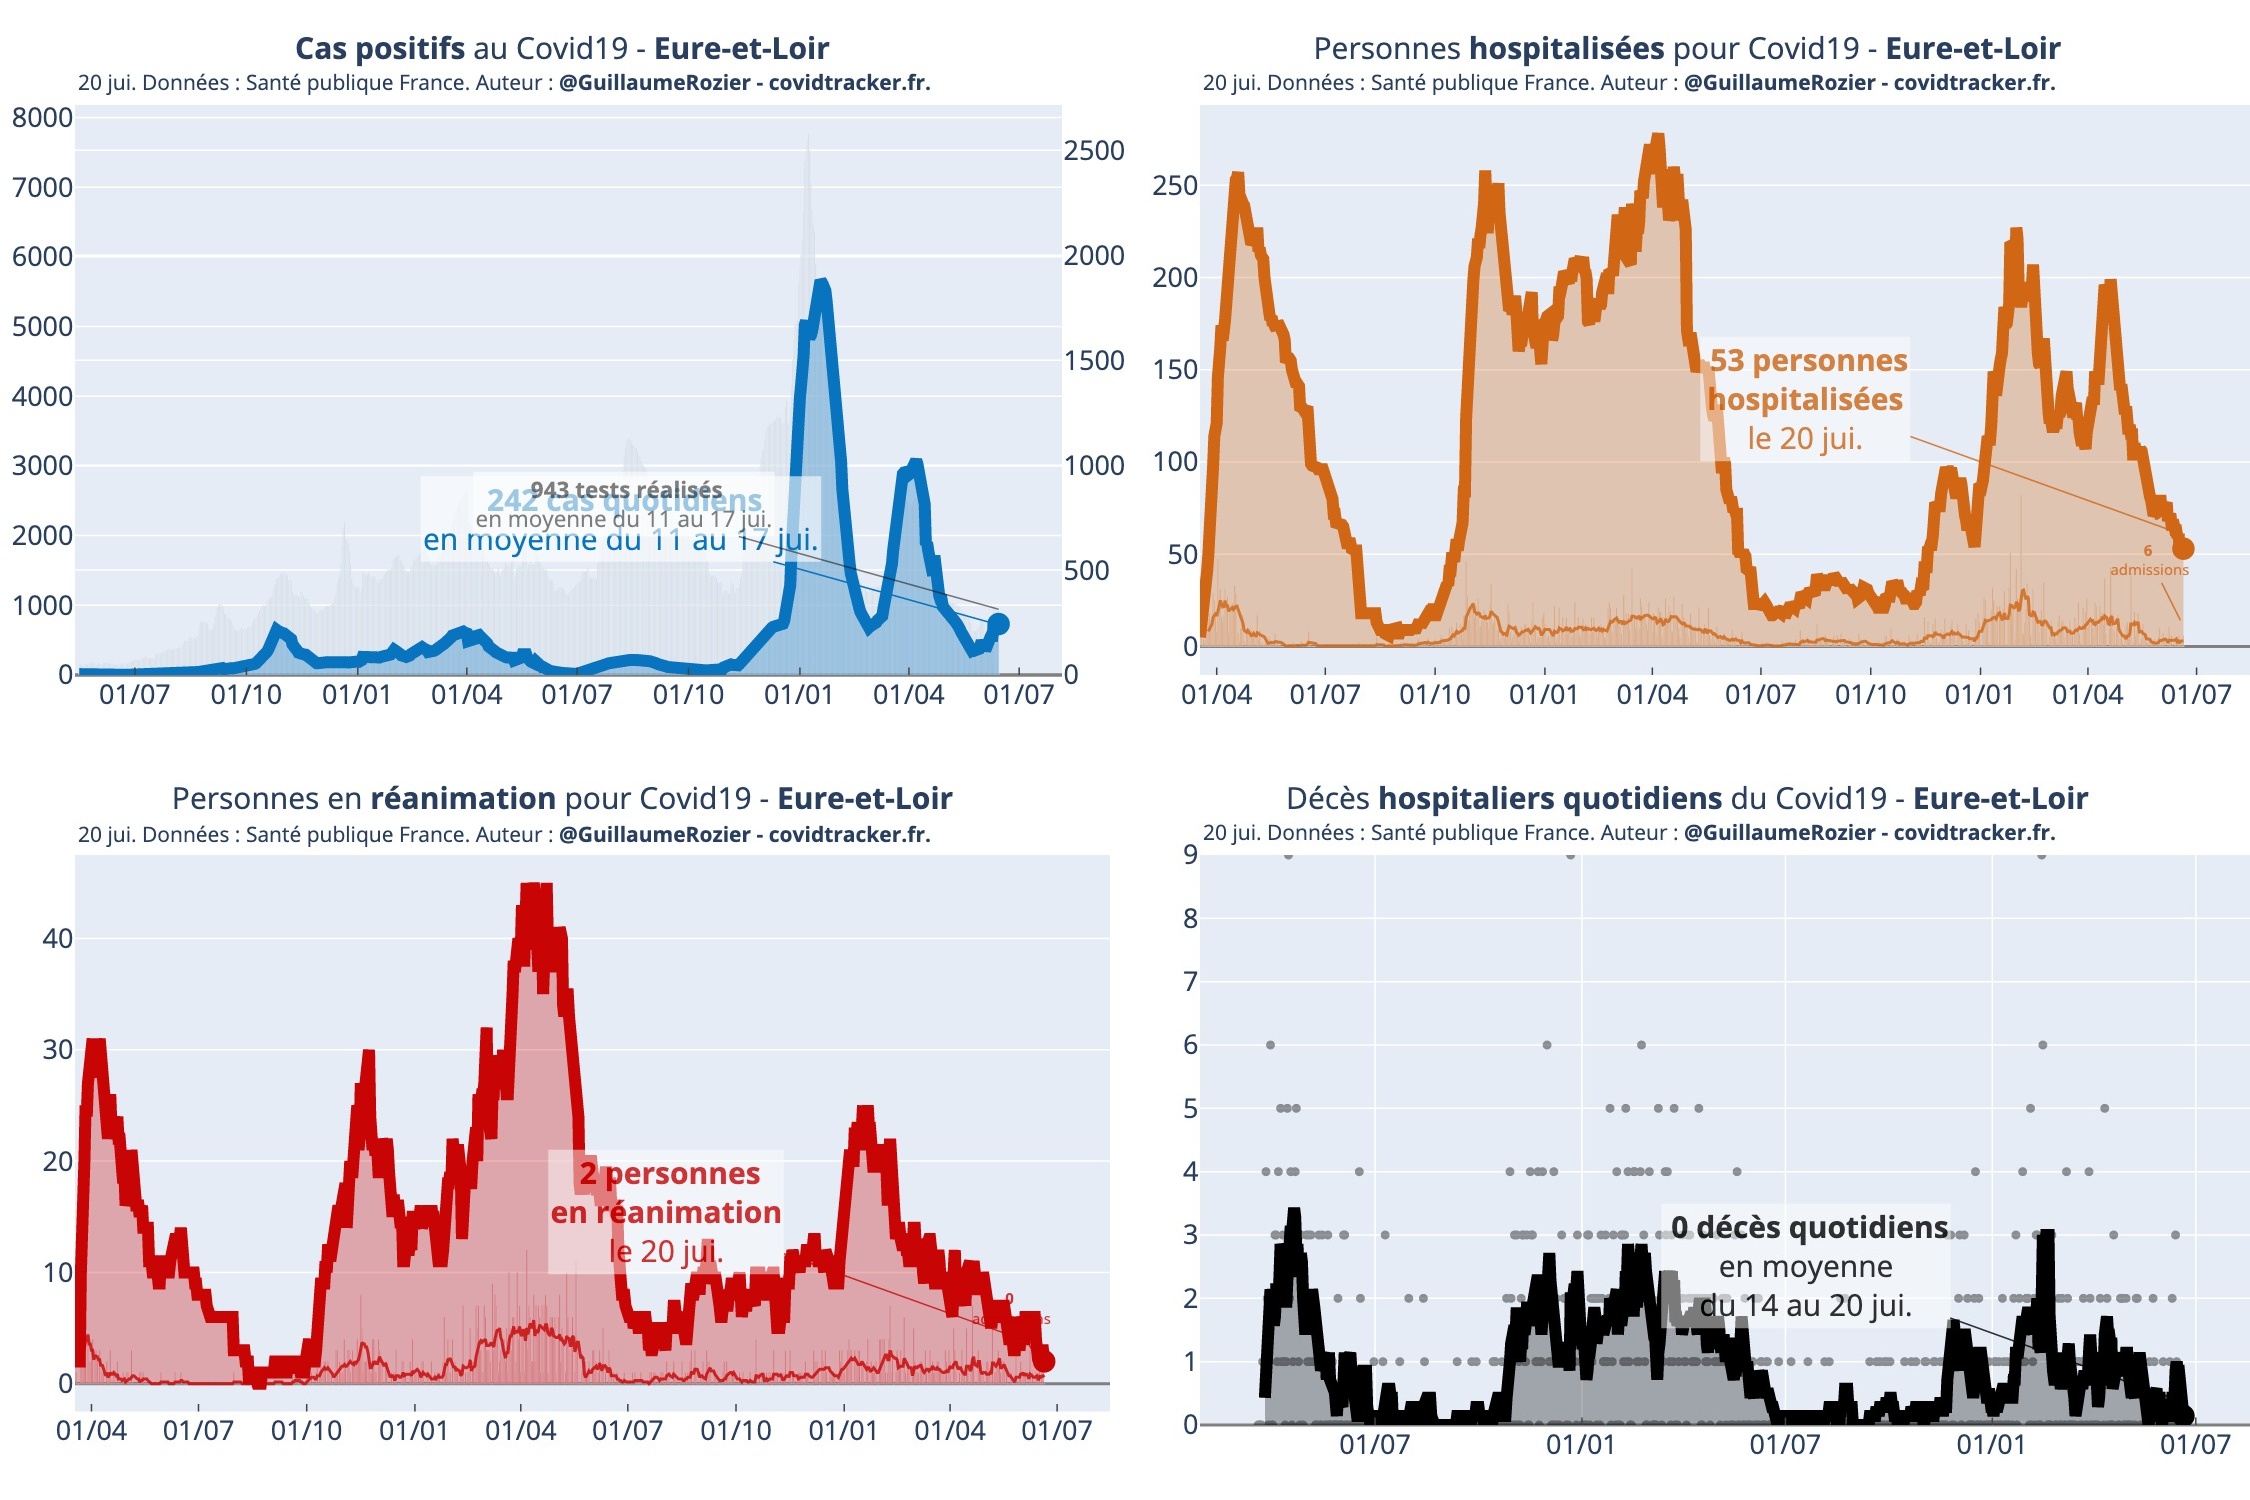 Cas positifs au Covid19 - Eure-et-Loir
20 jui. Données : Santé publique France. Auteur : @GuillaumeRozier - covidtracker.fr.
8000
7000
6000
5000
4000
3000
2000
1000
0
2500
2000
1500
1000
500
0
943 tests réalisés
242 cas quotidiens
en moyenne du 11 au 17 jui.
en moyenne du 11 au 17 jui.
01/07 01/10 01/01 01/04 01/07 01/10 01/01 01/04 01/07
Personnes hospitalisées pour Covid19 - Eure-et-Loir
20 jui. Données : Santé publique France. Auteur : @GuillaumeRozier - covidtracker.fr.
250
200
150
100
50
0
53 personnes
hospitalisées
le 20 jui.
6
admissions
01/04 01/07 01/10 01/01 01/04 01/07 01/10 01/01 01/04 01/07
Personnes en réanimation pour Covid19 - Eure-et-Loir
20 jui. Données : Santé publique France. Auteur : @GuillaumeRozier - covidtracker.fr.
40
30
20
10
0
2 personnes
en réanimation
le 20 jui.
0
01/04 01/07 01/10 01/01 01/04 01/07 01/10 01/01 01/04 01/07
Décès hospitaliers quotidiens du Covid19 - Eure-et-Loir
20 jui. Données : Santé publique France. Auteur : @GuillaumeRozier - covidtracker.fr.
9
8
7
6
5
4
3
2
1
0
0 décès quotidiens
en moyenne
du 14 au 20 jui.
01/07 01/01 01/07 01/01 01/07